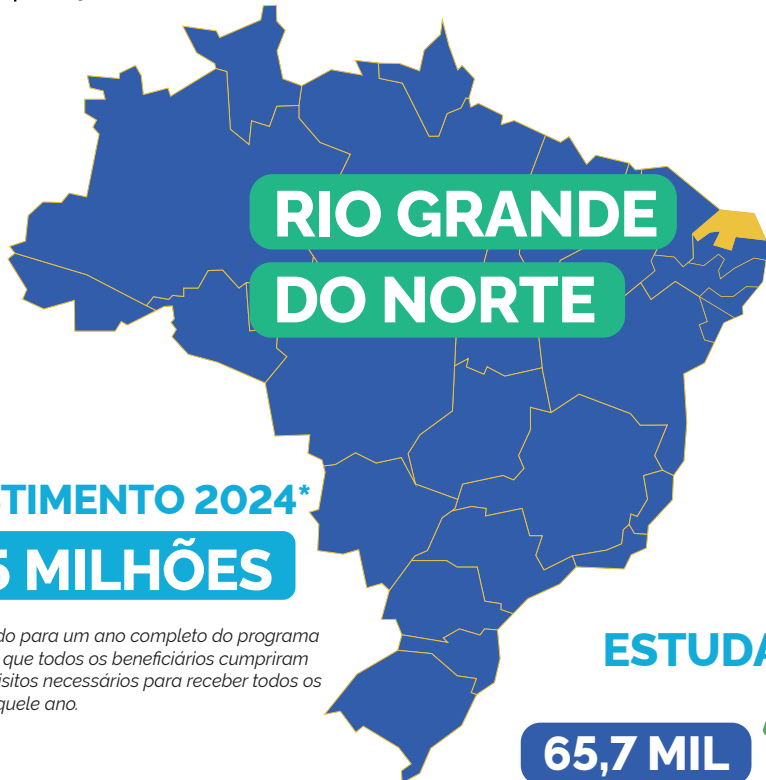 RIO GRANDE
DO NORTE
TIMENTO 2024*
5 MILHÕES
do para um ano completo do programa
que todos os beneficiários cumpriram
isitos necessários para receber todos os
quele ano.
ESTUDA
65,7 MIL